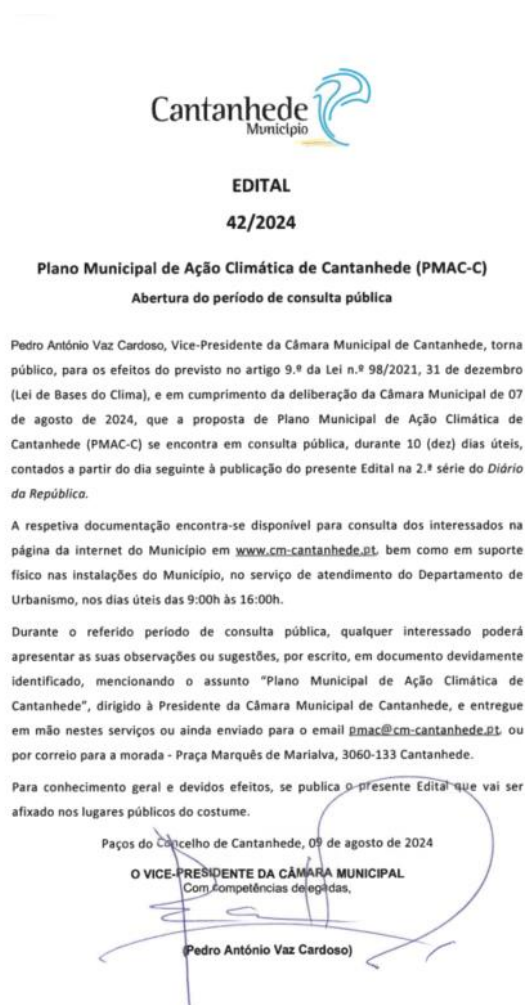 Cantanhede
Município
EDITAL
42/2024
Plano Municipal de Ação Climática de Cantanhede (PMAC-C)
Abertura do período de consulta pública
Pedro António Vaz Cardoso, Vice-Presidente da Câmara Municipal de Cantanhede, torna
público, para os efeitos do previsto no artigo 9.º da Lei n.º 98/2021, 31 de dezembro
(Lei de Bases do Clima), e em cumprimento da deliberação da Câmara Municipal de 07
de agosto de 2024, que a proposta de Plano Municipal de Ação Climática de
Cantanhede (PMAC-C) se encontra em consulta pública, durante 10 (dez) dias úteis,
contados a partir do dia seguinte à publicação do presente Edital na 2.ª série do Diário
da República.
A respetiva documentação encontra-se disponível para consulta dos interessados na
página da internet do Município em www.cm-cantanhede.pt, bem como em suporte
físico nas instalações do Município, no serviço de atendimento do Departamento de
Urbanismo, nos dias úteis das 9:00h às 16:00h.
Durante o referido período de consulta pública, qualquer interessado poderá
apresentar as suas observações ou sugestões, por escrito, em documento devidamente
identificado, mencionando o assunto "Plano Municipal de Ação Climática de
Cantanhede", dirigido à Presidente da Câmara Municipal de Cantanhede, e entregue
em mão nestes serviços ou ainda enviado para o email pmac@cm-cantanhede.pt, ou
por correio para a morada - Praça Marquês de Marialva, 3060-133 Cantanhede.
Para conhecimento geral e devidos efeitos, se publica o presente Edital que vai ser
afixado nos lugares públicos do costume.
Paços do Concelho de Cantanhede, 09 de agosto de 2024
O VICE-PRESIDENTE DA CÂMARA MUNICIPAL
Com competências delegadas,
(Pedro António Vaz Cardoso)